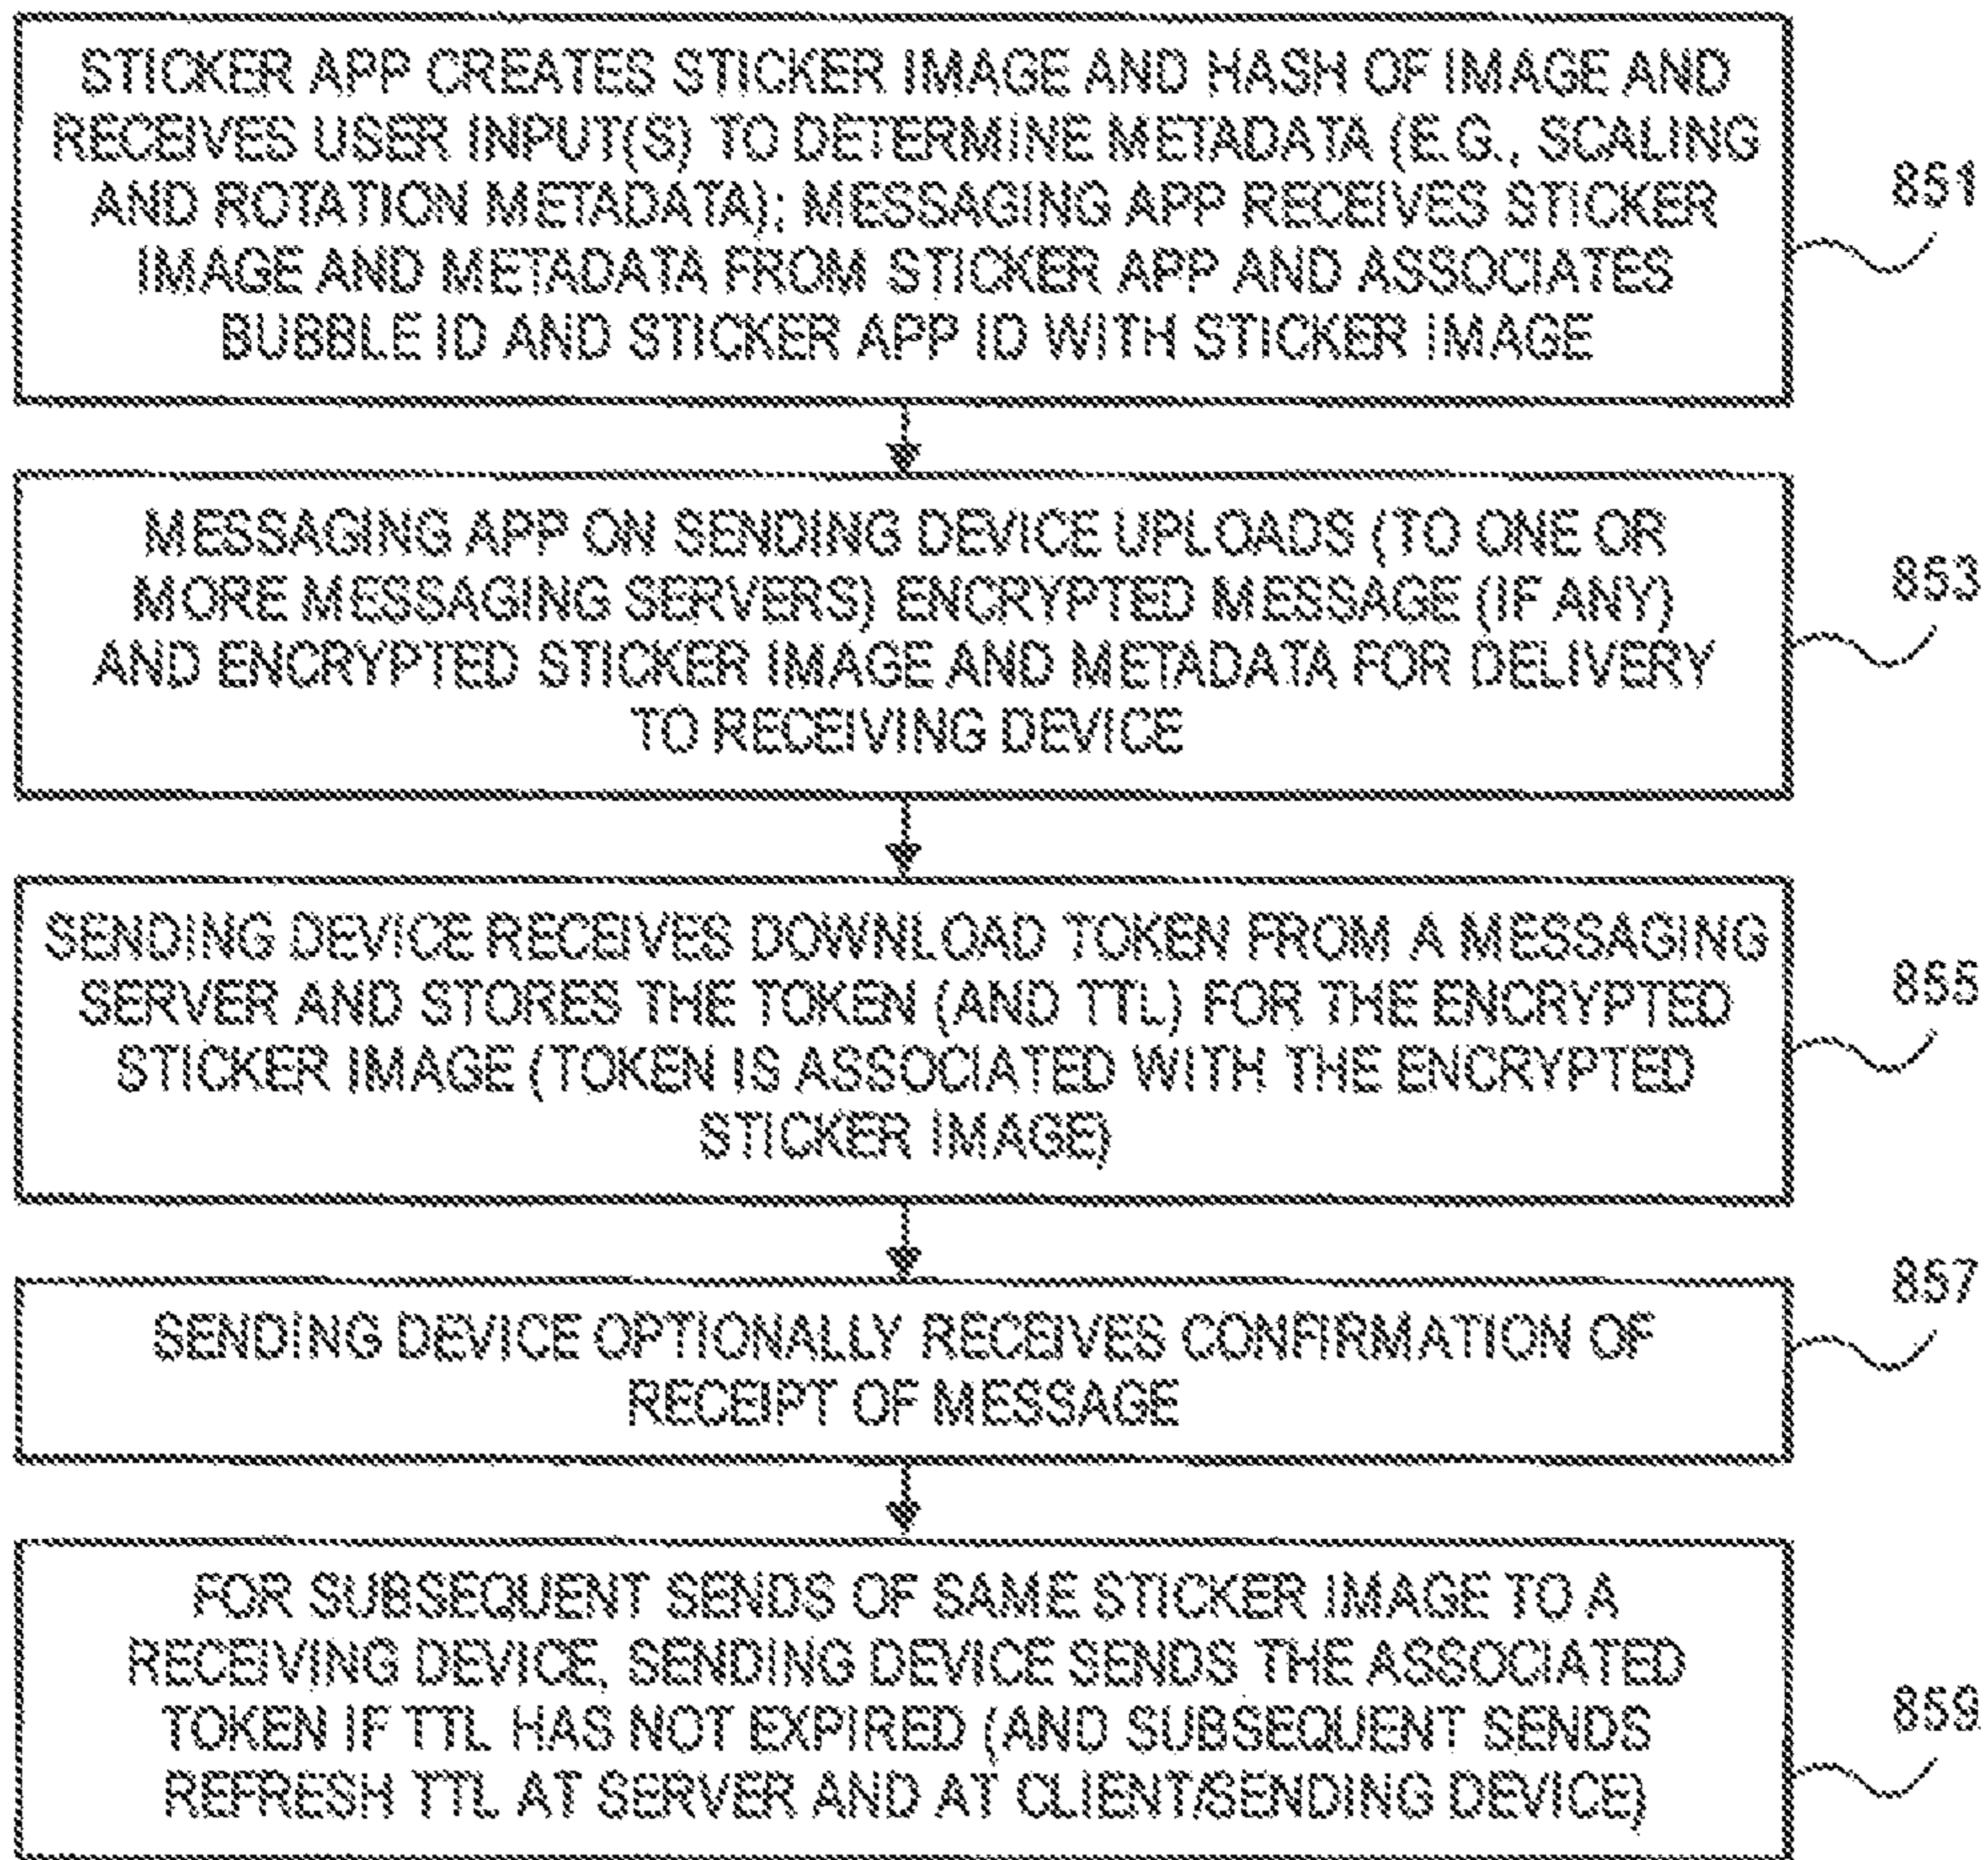 STICKER APP CREATES STICKER IMAGE AND HASH OF IMAGE AND
RECEIVES USER INPUT(S) TO DETERMINE METADATA (E.G., SCALING
AND ROTATION METADATA); MESSAGING APP RECEIVES STICKER
IMAGE AND METADATA FROM STICKER APP AND ASSOCIATES
BUBBLE ID AND STICKER APP ID WITH STICKER IMAGE
851
MESSAGING APP ON SENDING DEVICE UPLOADS (TO ONE OR
MORE MESSAGING SERVERS) ENCRYPTED MESSAGE (IF ANY)
AND ENCRYPTED STICKER IMAGE AND METADATA FOR DELIVERY
TO RECEIVING DEVICE
853
SENDING DEVICE RECEIVES DOWNLOAD TOKEN FROM A MESSAGING
SERVER AND STORES THE TOKEN (AND TTL) FOR THE ENCRYPTED
STICKER IMAGE (TOKEN IS ASSOCIATED WITH THE ENCRYPTED
STICKER IMAGE)
855
SENDING DEVICE OPTIONALLY RECEIVES CONFIRMATION OF
RECEIPT OF MESSAGE
857
FOR SUBSEQUENT SENDS OF SAME STICKER IMAGE TO A
RECEIVING DEVICE, SENDING DEVICE SENDS THE ASSOCIATED
TOKEN IF TTL HAS NOT EXPIRED (AND SUBSEQUENT SENDS
REFRESH TTL AT SERVER AND AT CLIENT/SENDING DEVICE)
859